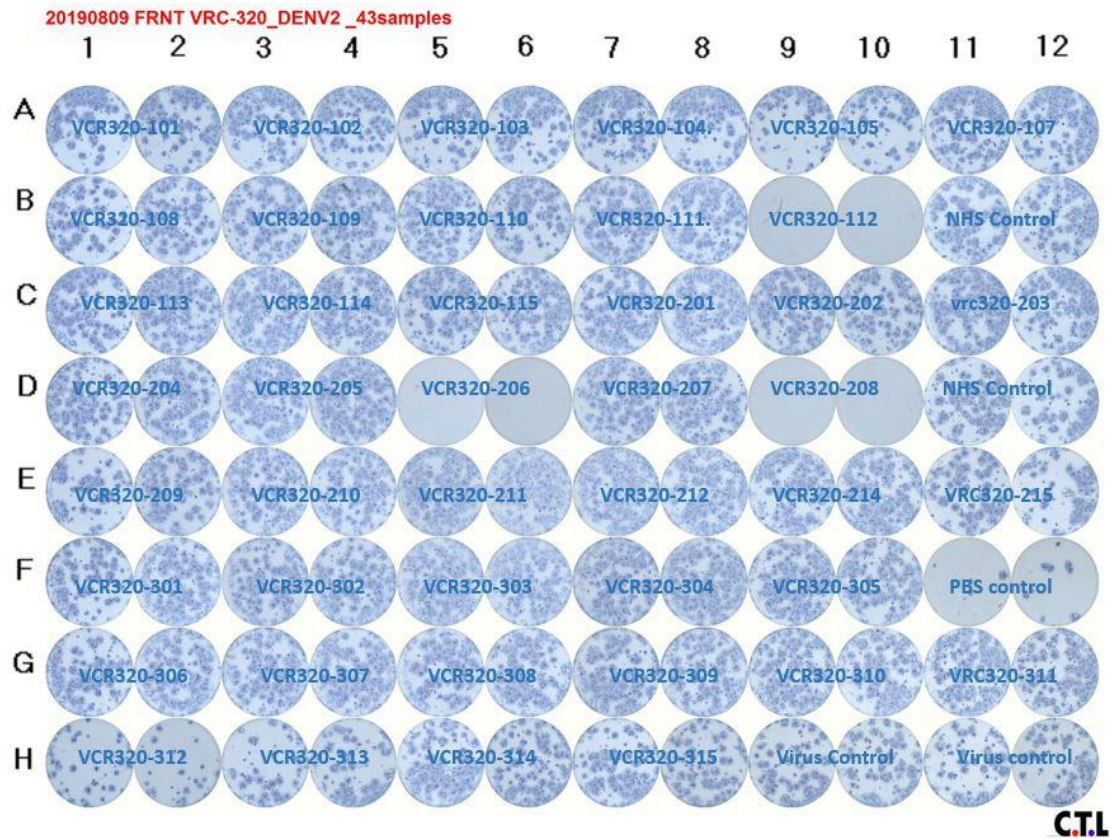 20190809 FRNT VRC-320_DENV2 _43samples
1 2 3 4 5 6 7 8 9 10 11 12
A VCR320-101 VCR320-102 VCR320-103 VCR320-104. VCR320-105 VCR320-107
B VCR320-108 VCR320-109 VCR320-110 VCR320-111. VCR320-112 NHS Control
C VCR320-113 VCR320-114 VCR320-115 VCR320-201 VCR320-202 vrc320-203
D VCR320-204 VCR320-205 VCR320-206 VCR320-207 VCR320-208 NHS Control
E VCR320-209 VCR320-210 VCR320-211 VCR320-212 VCR320-214 VRC320-215
F VCR320-301 VCR320-302 VCR320-303 VCR320-304 VCR320-305 PBS control
G VCR320-306 VCR320-307 VCR320-308 VCR320-309 VCR320-310 VRC320-311
H VCR320-312 VCR320-313 VCR320-314 VCR320-315 Virus Control Virus control
C.T.L